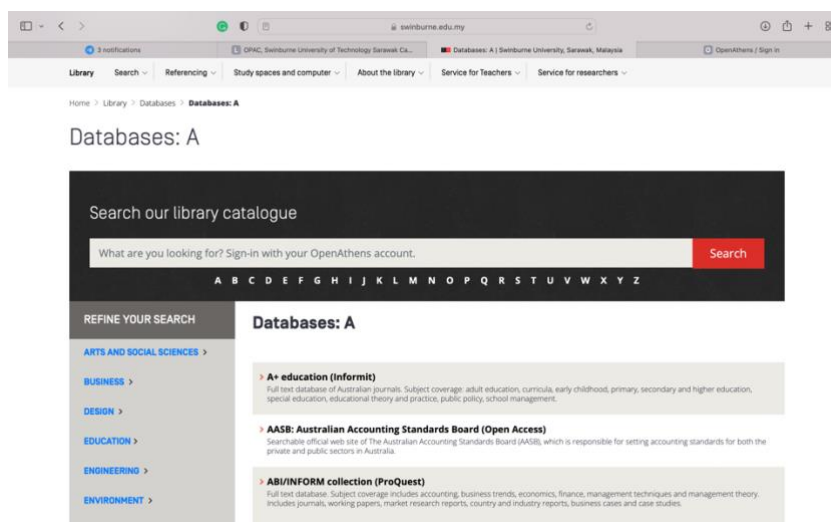 swinburne.edu.my
3 notifications
OPAC, Swinburne University of Technology Sarawak Ca...
Databases: A | Swinburne University, Sarawak, Malaysia
OpenAthens / Sign in
Library Search Referencing Study spaces and computer About the library Service for Teachers Service for researchers
Home > Library > Databases > Databases: A
Databases: A
Search our library catalogue
What are you looking for? Sign-in with your OpenAthens account.
Search
A B C D E F G H I J K L M N O P Q R S T U V W X Y Z
REFINE YOUR SEARCH
ARTS AND SOCIAL SCIENCES >
BUSINESS >
DESIGN >
EDUCATION >
ENGINEERING >
ENVIRONMENT >
Databases: A
> A+ education (Informit)
Full text database of Australian journals. Subject coverage: adult education, curricula, early childhood, primary, secondary and higher education,
special education, educational theory and practice, public policy, school management.
> AASB: Australian Accounting Standards Board (Open Access)
Searchable official web site of The Australian Accounting Standards Board (AASB), which is responsible for setting accounting standards for both the
private and public sectors in Australia.
> ABI/INFORM collection (ProQuest)
Full text database. Subject coverage includes accounting, business trends, economics, finance, management techniques and management theory.
Includes journals, working papers, market research reports, country and industry reports, business cases and case studies.